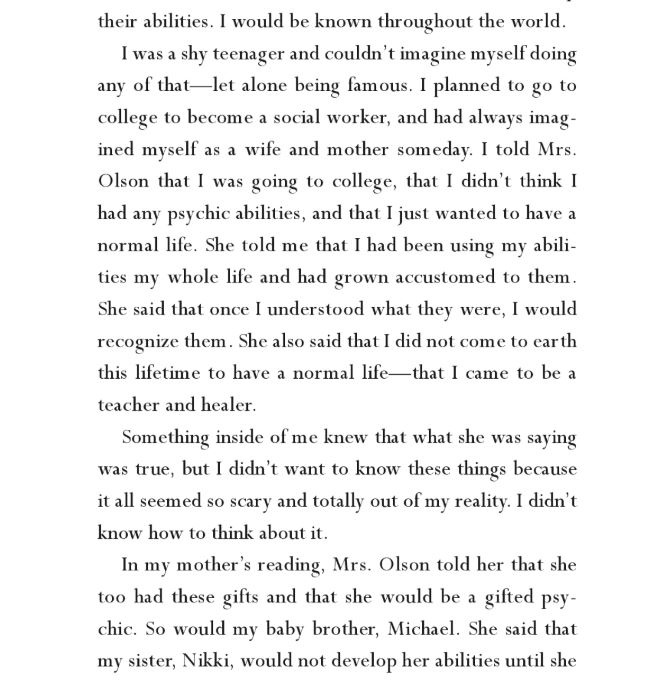 their abilities. I would be known throughout the world.
I was a shy teenager and couldn't imagine myself doing
any of that—let alone being famous. I planned to go to
college to become a social worker, and had always imag-
ined myself as a wife and mother someday. I told Mrs.
Olson that I was going to college, that I didn't think I
had any psychic abilities, and that I just wanted to have a
normal life. She told me that I had been using my abili-
ties my whole life and had grown accustomed to them.
She said that once I understood what they were, I would
recognize them. She also said that I did not come to earth
this lifetime to have a normal life—that I came to be a
teacher and healer.
Something inside of me knew that what she was saying
was true, but I didn't want to know these things because
it all seemed so scary and totally out of my reality. I didn't
know how to think about it.
In my mother's reading, Mrs. Olson told her that she
too had these gifts and that she would be a gifted psy-
chic. So would my baby brother, Michael. She said that
my sister, Nikki, would not develop her abilities until she